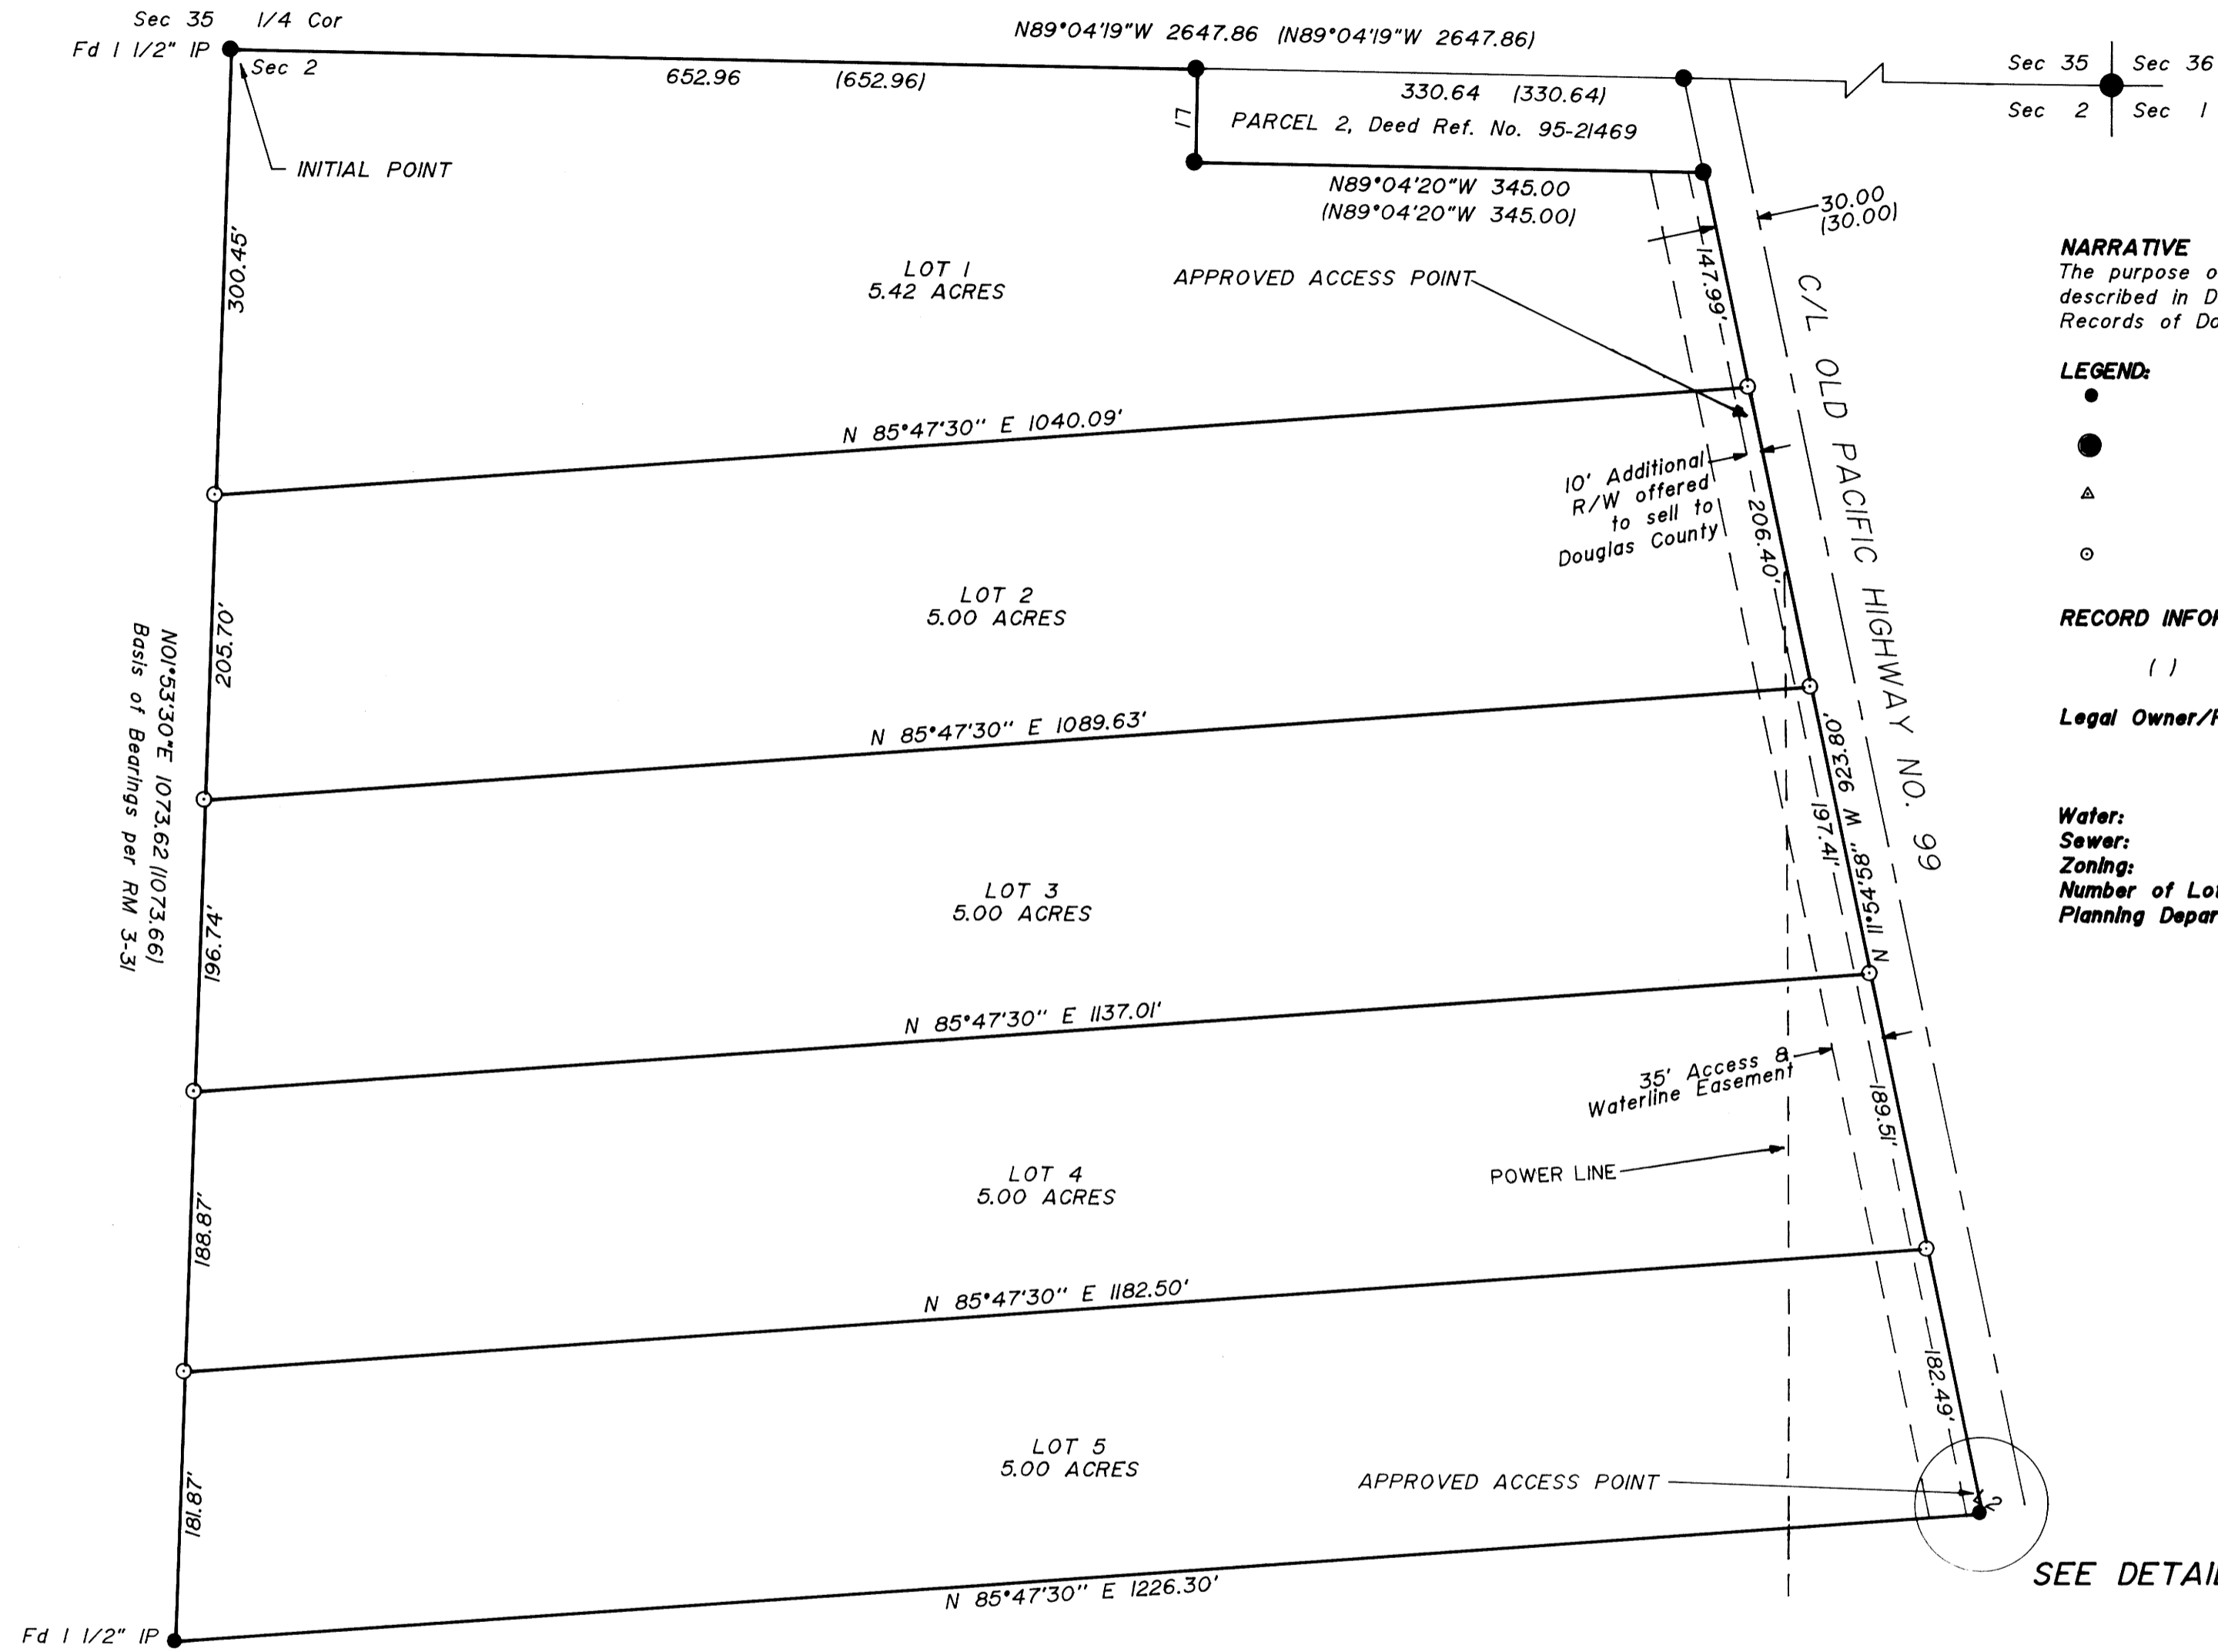 Sec 35 1/4 Cor
Fd 1 1/2" IP
Sec 2
INITIAL POINT
N89°04'19"W 2647.86 (N89°04'19"W 2647.86)
652.96 (652.96)
330.64 (330.64)
L1
PARCEL 2, Deed Ref. No. 95-21469
N89°04'20"W 345.00
(N89°04'20"W 345.00)
Sec 35 Sec 36
Sec 2 Sec 1
30.00
(30.00)
300.45'
LOT 1
5.42 ACRES
APPROVED ACCESS POINT
147.99'
C/L OLD PACIFIC HIGHWAY NO. 99
N 85°47'30" E 1040.09'
10' Additional
R/W offered
to sell to
Douglas County
206.40'
205.70'
LOT 2
5.00 ACRES
N 85°47'30" E 1089.63'
N01°53'30"E 1073.62 (1073.66)
Basis of Bearings per RM 3-31
N 11°54'58" W 923.80'
197.41'
196.74'
LOT 3
5.00 ACRES
N 85°47'30" E 1137.01'
35' Access &
Waterline Easement
189.51'
POWER LINE
188.87'
LOT 4
5.00 ACRES
N 85°47'30" E 1182.50'
182.49'
181.87'
LOT 5
5.00 ACRES
APPROVED ACCESS POINT
L2
N 85°47'30" E 1226.30'
Fd 1 1/2" IP
SEE DETAIL
NARRATIVE
The purpose o
described in D
Records of Do
LEGEND:
RECORD INFOR
( )
Legal Owner/
Water:
Sewer:
Zoning:
Number of Lot
Planning Depar